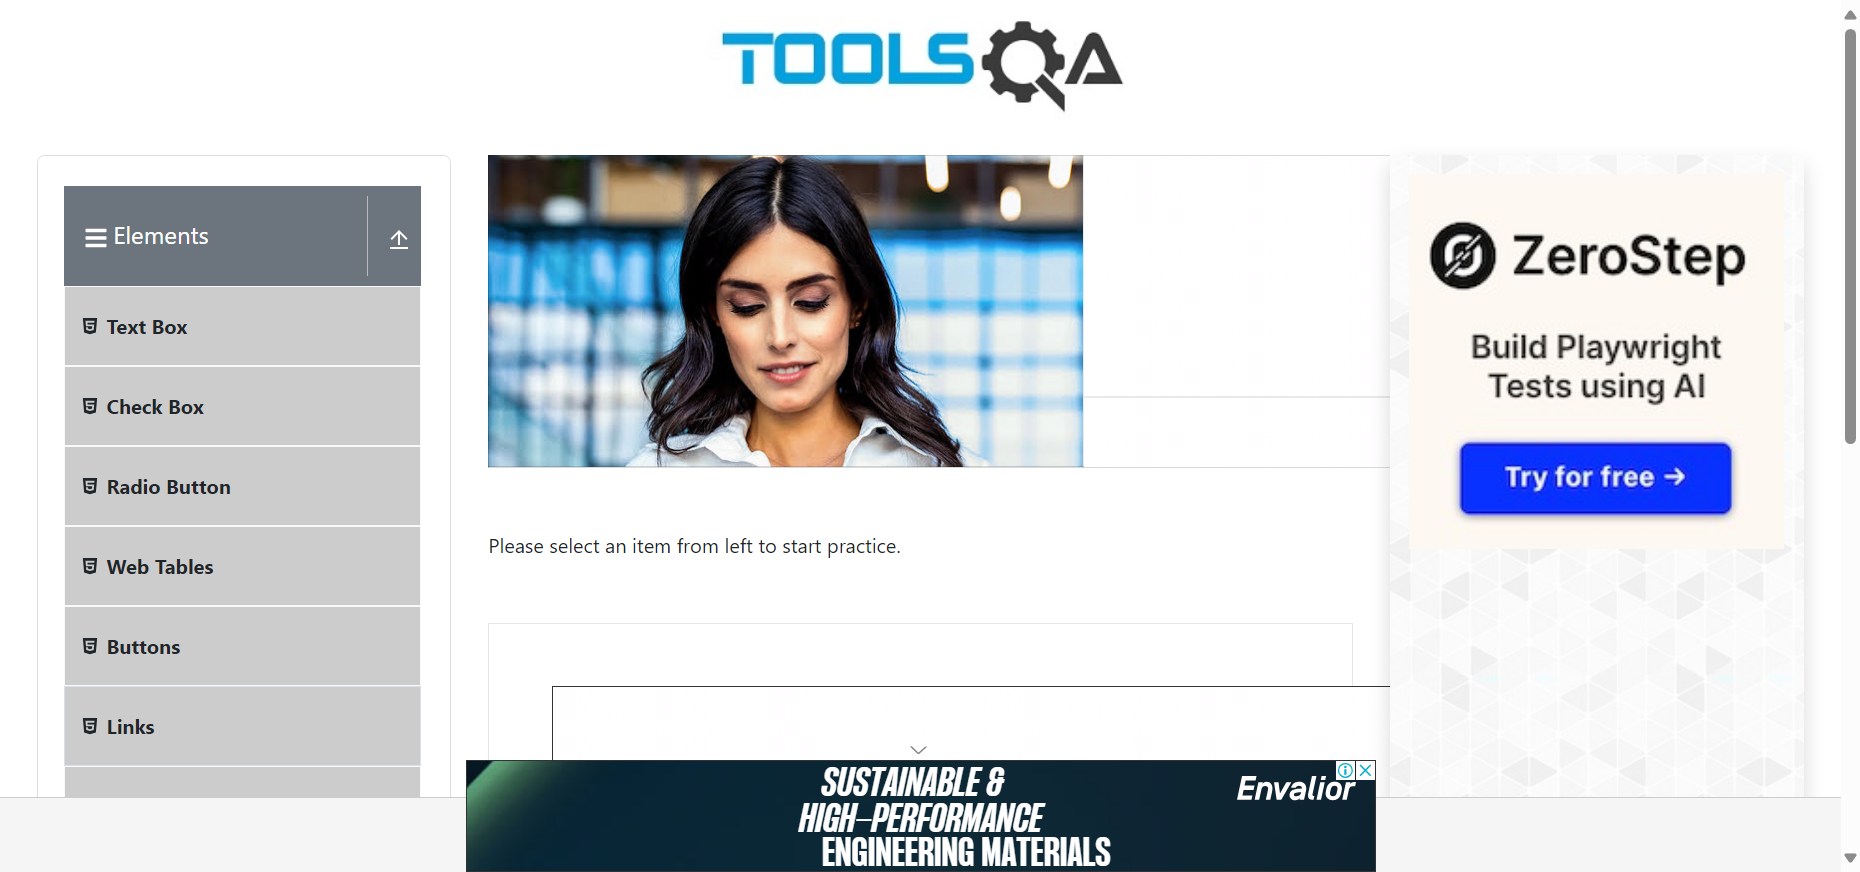 TOOLSQA
Elements
Text Box
Check Box
Radio Button
Web Tables
Buttons
Links
Please select an item from left to start practice.
ZeroStep
Build Playwright
Tests using AI
Try for free →
SUSTAINABLE &
HIGH–PERFORMANCE
ENGINEERING MATERIALS
Envalior